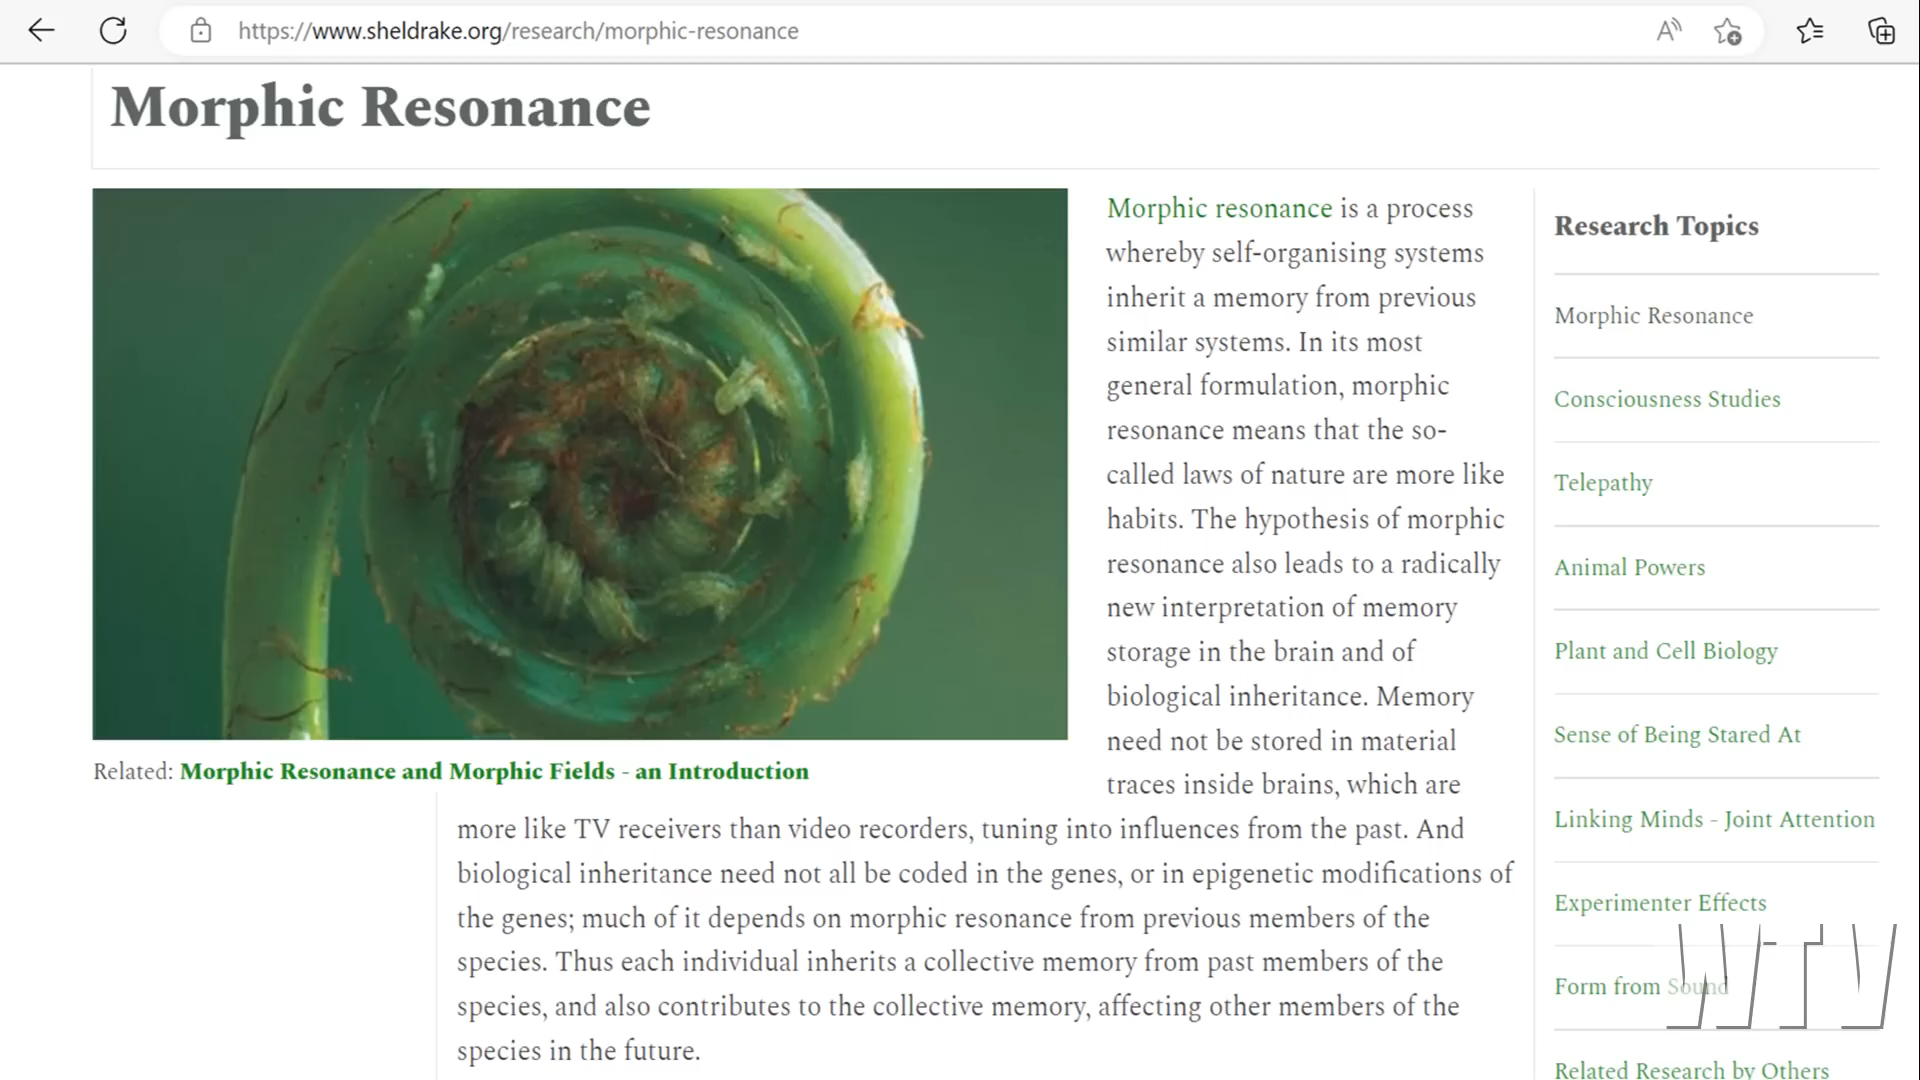 https://www.sheldrake.org/research/morphic-resonance
Morphic Resonance
Morphic resonance is a process
whereby self-organising systems
inherit a memory from previous
similar systems. In its most
general formulation, morphic
resonance means that the so-
called laws of nature are more like
habits. The hypothesis of morphic
resonance also leads to a radically
new interpretation of memory
storage in the brain and of
biological inheritance. Memory
need not be stored in material
traces inside brains, which are
more like TV receivers than video recorders, tuning into influences from the past. And
biological inheritance need not all be coded in the genes, or in epigenetic modifications of
the genes; much of it depends on morphic resonance from previous members of the
species. Thus each individual inherits a collective memory from past members of the
species, and also contributes to the collective memory, affecting other members of the
species in the future.
Related: Morphic Resonance and Morphic Fields - an Introduction
Research Topics
Morphic Resonance
Consciousness Studies
Telepathy
Animal Powers
Plant and Cell Biology
Sense of Being Stared At
Linking Minds - Joint Attention
Experimenter Effects
Form from Sound
Related Research by Others